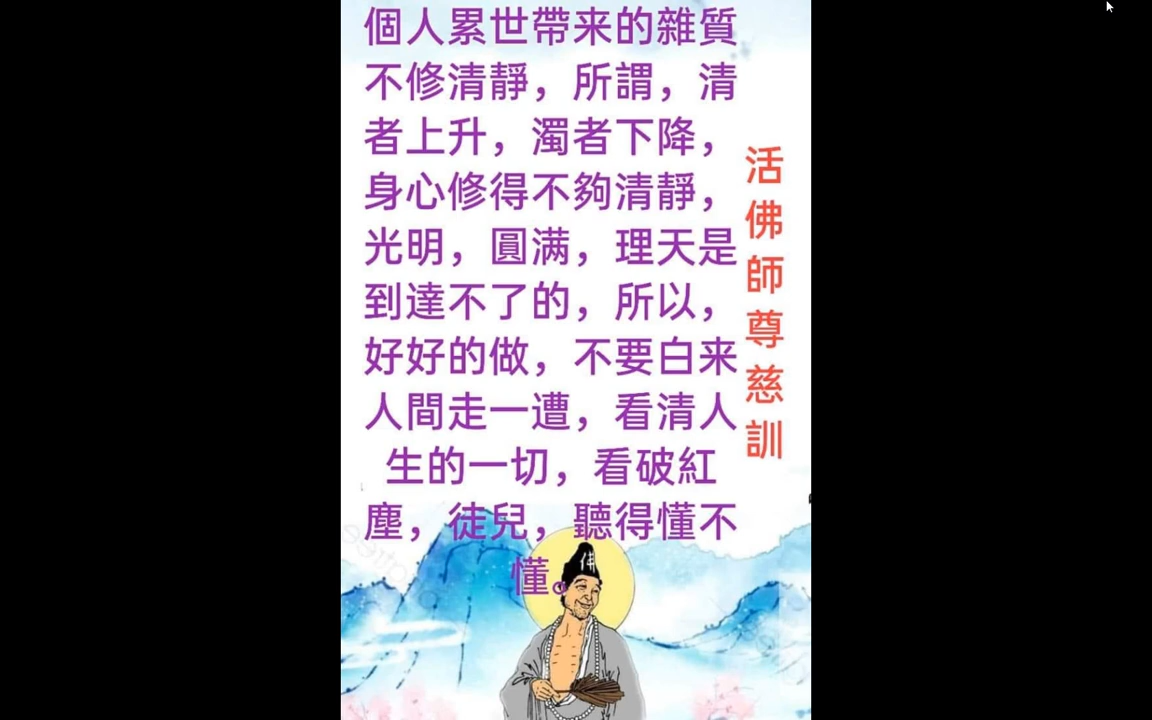 個人累世帶来的雜質
不修清靜，所謂，清
者上升，濁者下降，
身心修得不夠清靜，
光明，圓满，理天是
到達不了的，所以，
好好的做，不要白来
人間走一遭，看清人
生的一切，看破紅
塵，徒兒，聽得懂不
懂。
活佛師尊慈訓
佛